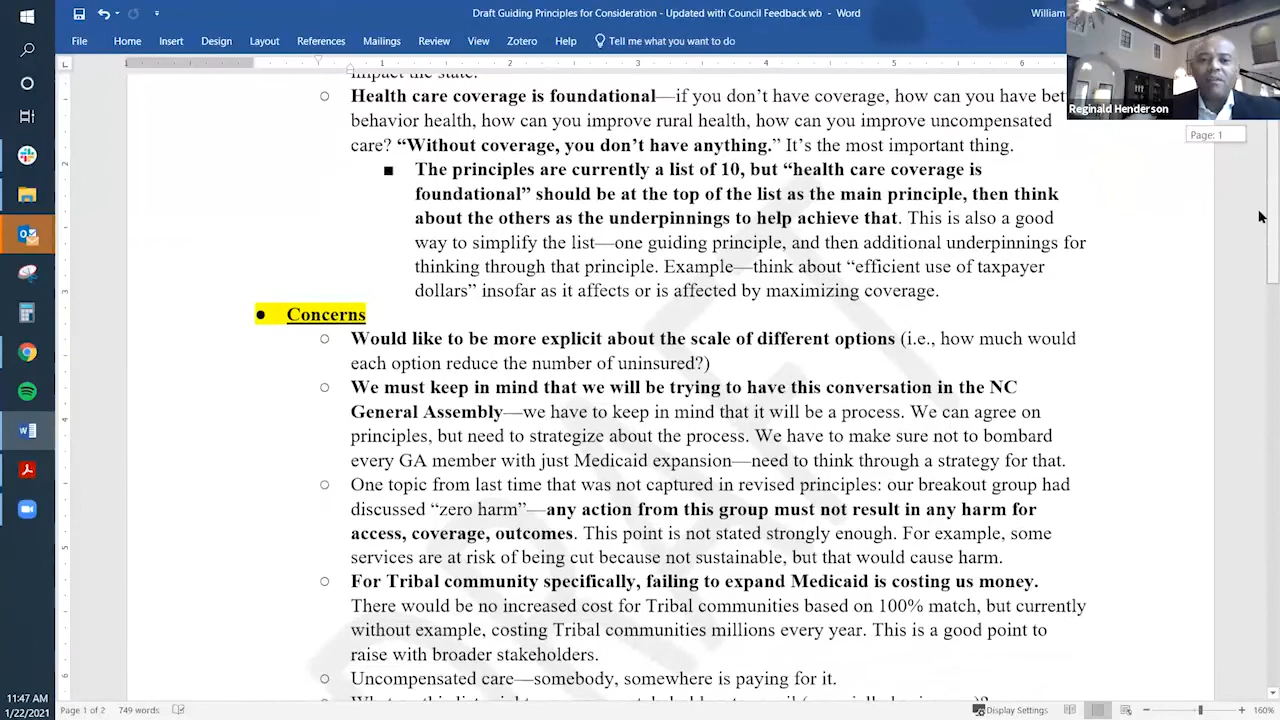 Draft Guiding Principles for Consideration - Updated with Council Feedback wb - Word
William
File Home Insert Design Layout References Mailings Review View Zotero Help Tell me what you want to do
Reginald Henderson
Page: 1
impact the state.
○ Health care coverage is foundational—if you don’t have coverage, how can you have bet
behavior health, how can you improve rural health, how can you improve uncompensated
care? “Without coverage, you don’t have anything.” It’s the most important thing.
■ The principles are currently a list of 10, but “health care coverage is
foundational” should be at the top of the list as the main principle, then think
about the others as the underpinnings to help achieve that. This is also a good
way to simplify the list—one guiding principle, and then additional underpinnings for
thinking through that principle. Example—think about “efficient use of taxpayer
dollars” insofar as it affects or is affected by maximizing coverage.
● Concerns
○ Would like to be more explicit about the scale of different options (i.e., how much would
each option reduce the number of uninsured?)
○ We must keep in mind that we will be trying to have this conversation in the NC
General Assembly—we have to keep in mind that it will be a process. We can agree on
principles, but need to strategize about the process. We have to make sure not to bombard
every GA member with just Medicaid expansion—need to think through a strategy for that.
○ One topic from last time that was not captured in revised principles: our breakout group had
discussed “zero harm”—any action from this group must not result in any harm for
access, coverage, outcomes. This point is not stated strongly enough. For example, some
services are at risk of being cut because not sustainable, but that would cause harm.
○ For Tribal community specifically, failing to expand Medicaid is costing us money.
There would be no increased cost for Tribal communities based on 100% match, but currently
without example, costing Tribal communities millions every year. This is a good point to
raise with broader stakeholders.
○ Uncompensated care—somebody, somewhere is paying for it.
DRAFT
11:47 AM
1/22/2021
Page 1 of 2 749 words Display Settings 160%